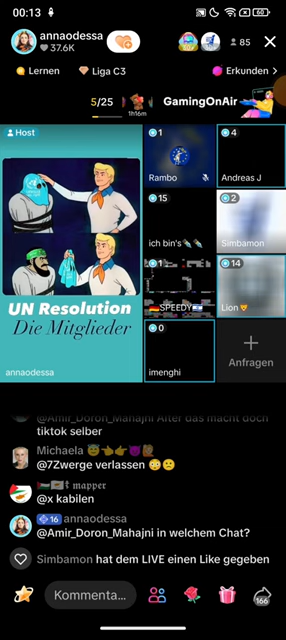 00:13
60
annaodessa
37.6K
85
Lernen
Liga C3
Erkunden
5/25
1h16m
GamingOnAir
Host
1
Rambo
4
Andreas J
15
ich bin's
2
Simbamon
1
SPEEDY
14
Lion
0
imenghi
Anfragen
UN Resolution
Die Mitglieder
annaodessa
@Amir_Doron_Mahajni Alter das macht doch
tiktok selber
Michaela
@7Zwerge verlassen
mapper
@x kabilen
16 annaodessa
@Amir_Doron_Mahajni in welchem Chat?
Simbamon hat dem LIVE einen Like gegeben
Kommenta...
166